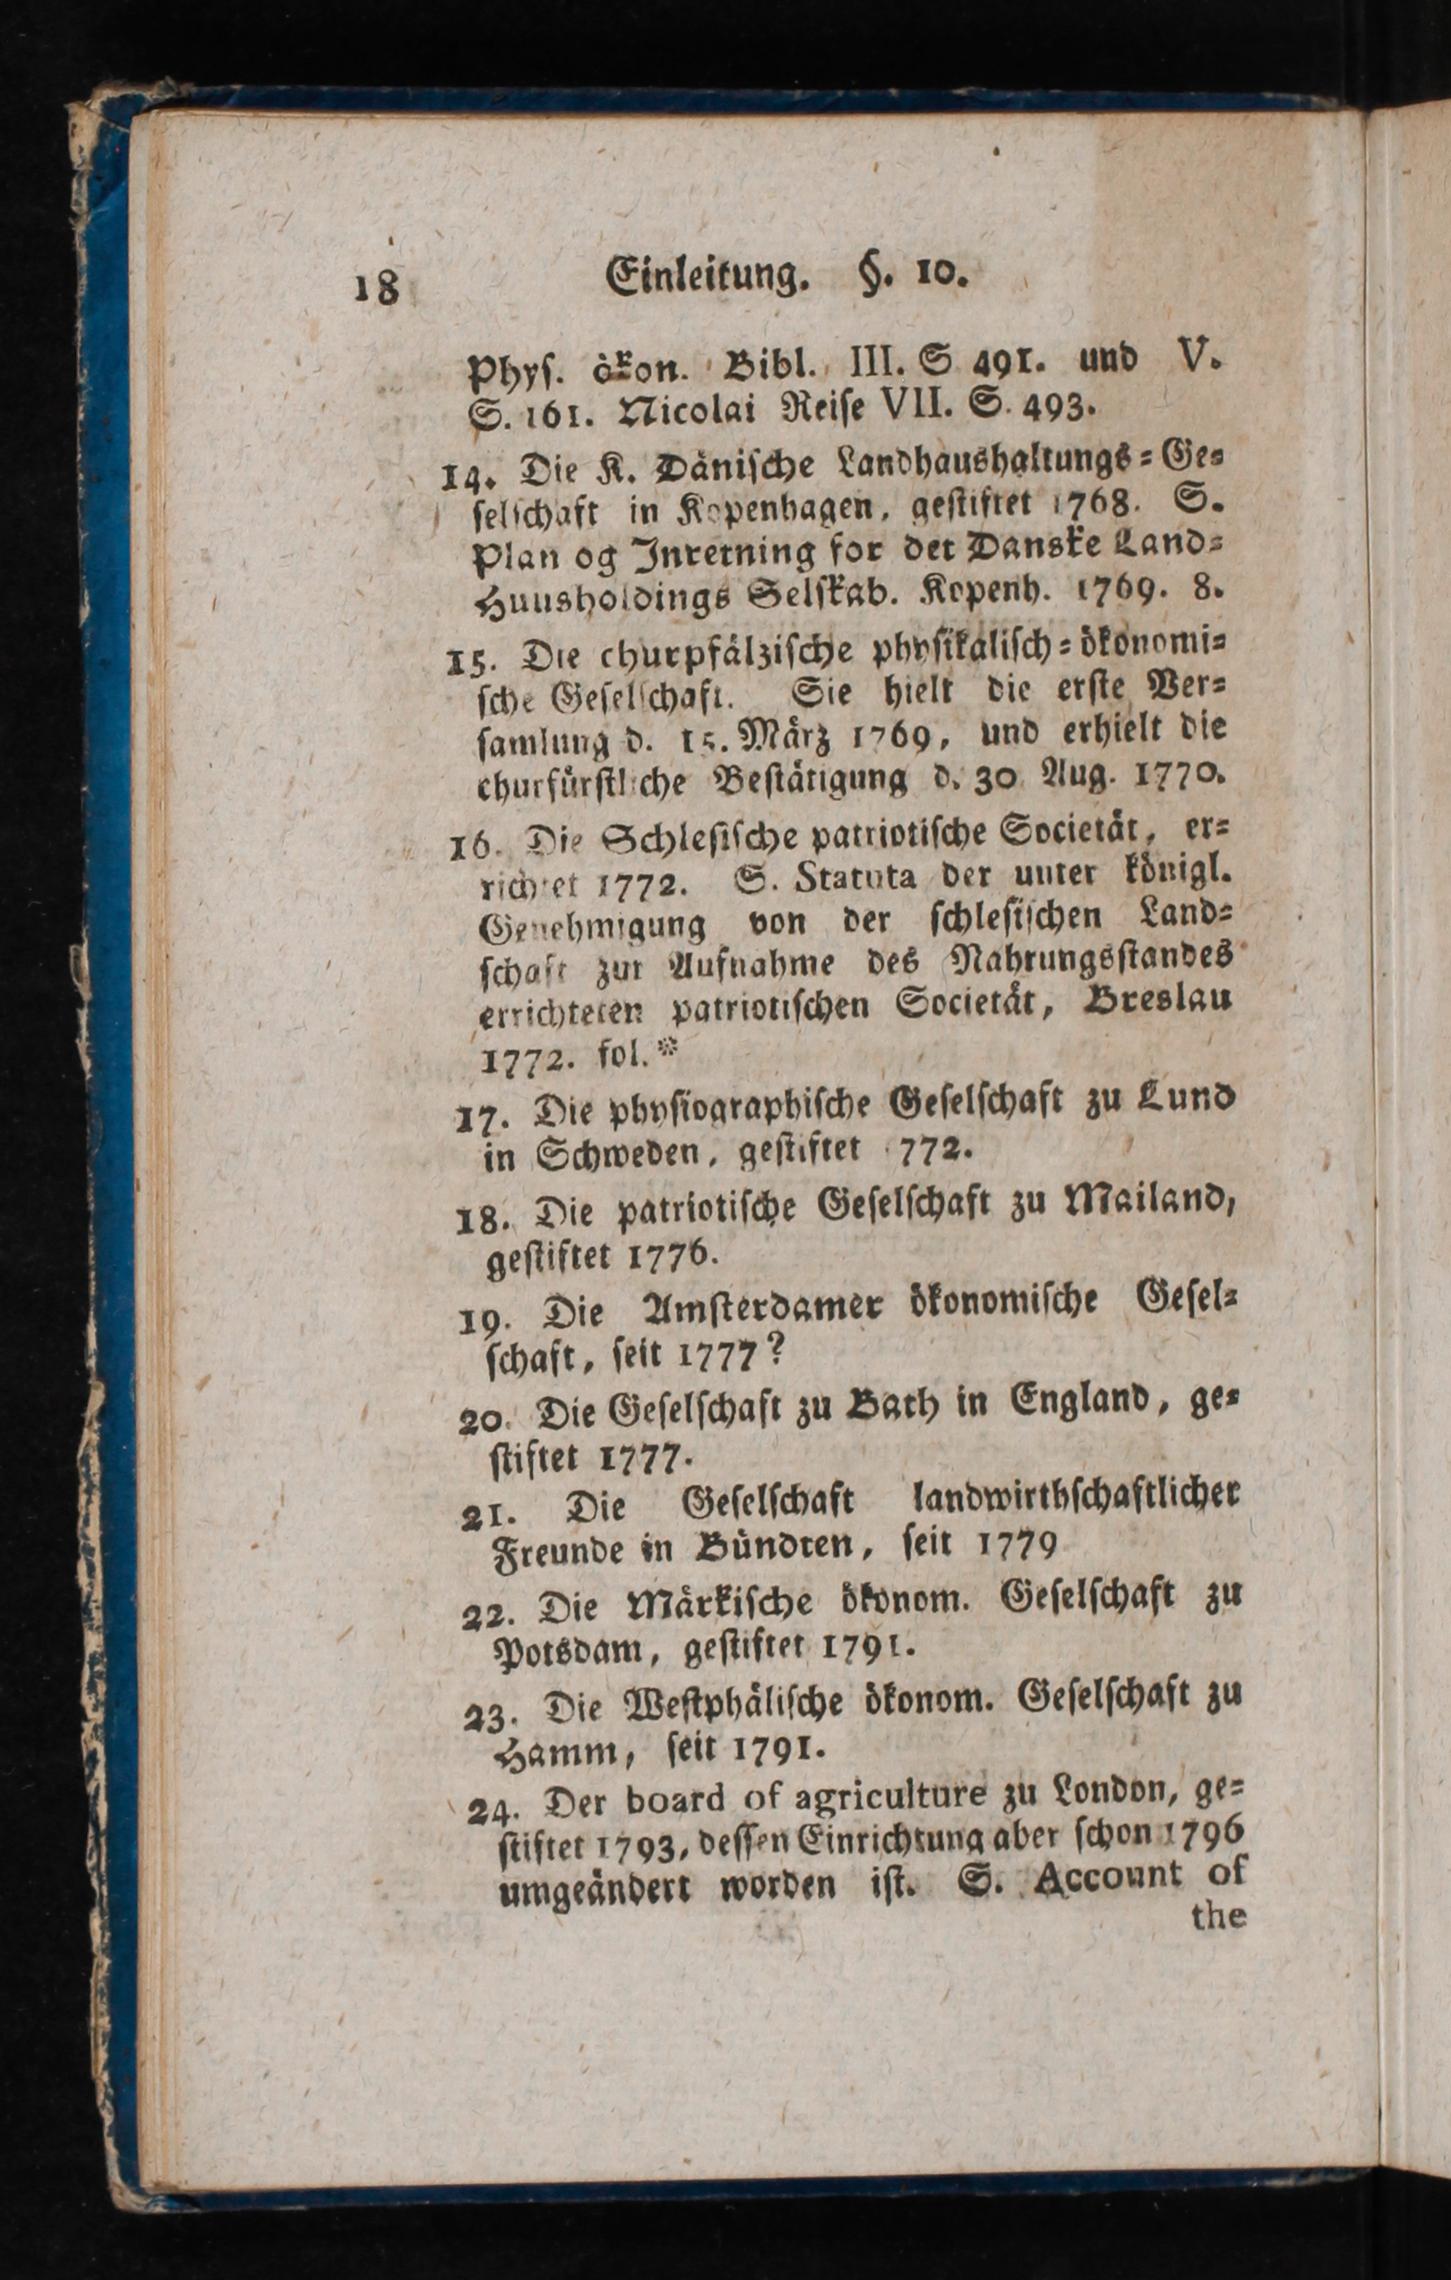 18 Einleitung. §. 10.
Phyſ. ökon. Bibl. III. S 491. und V.
S. 161. Nicolai Reiſe VII. S. 493.
14. Die K. Däniſche Landhaushaltungs=Ge=
ſelſchaft in Kopenhagen, geſtiftet 1768. S.
Plan og Inretning for det Danske Land=
Huusholdings Selſkab. Kopenh. 1769. 8.
15. Die churpfälziſche phyſikaliſch=ökonomi=
ſche Geſelſchaft. Sie hielt die erſte Ver=
ſamlung d. 15. März 1769, und erhielt die
churfürſtliche Beſtätigung d. 30 Aug. 1770.
16. Die Schleſiſche patriotiſche Societät, er=
richtet 1772. S. Statuta der unter königl.
Genehmigung von der ſchleſiſchen Land=
ſchaft zur Aufnahme des Nahrungsſtandes
errichteten patriotiſchen Societät, Breslau
1772. fol.*
17. Die phyſiographiſche Geſelſchaft zu Lund
in Schweden, geſtiftet 772.
18. Die patriotiſche Geſelſchaft zu Mailand,
geſtiftet 1776.
19. Die Amſterdamer ökonomiſche Geſel=
ſchaft, ſeit 1777?
20. Die Geſelſchaft zu Bath in England, ge=
ſtiftet 1777.
21. Die Geſelſchaft landwirthſchaftlicher
Freunde in Bündten, ſeit 1779
22. Die Märkiſche ökonom. Geſelſchaft zu
Potsdam, geſtiftet 1791.
23. Die Weſtphäliſche ökonom. Geſelſchaft zu
Hamm, ſeit 1791.
24. Der board of agriculture zu London, ge=
ſtiftet 1793, deſſen Einrichtung aber ſchon 1796
umgeändert worden iſt. S. Account of
the